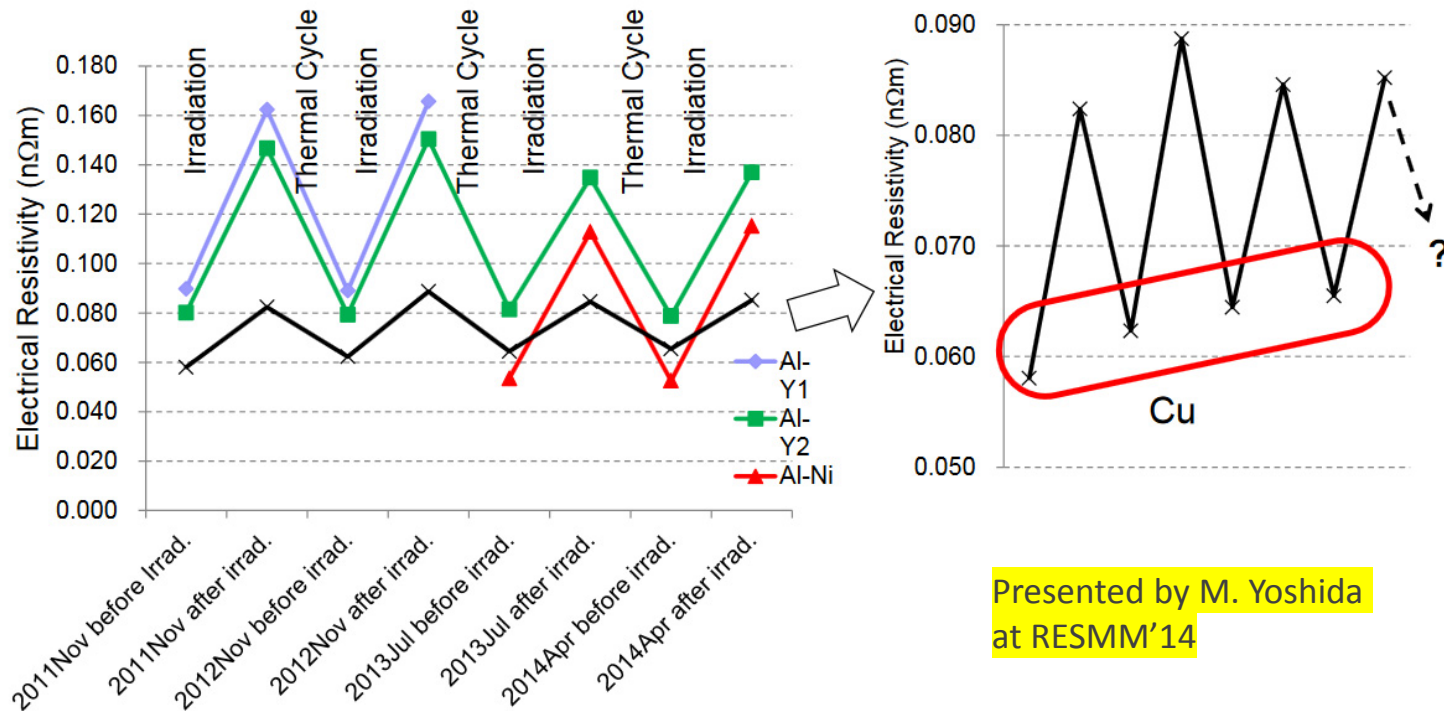 Electrical Resistivity (nΩm)
0.180
0.160
0.140
0.120
0.100
0.080
0.060
0.040
0.020
0.000
Irradiation
Thermal Cycle
Irradiation
Thermal Cycle
Irradiation
Thermal Cycle
Irradiation
2011Nov before Irrad.
2011Nov after irrad.
2012Nov before irrad.
2012Nov after irrad.
2013Jul before irrad.
2013Jul after irrad.
2014Apr before irrad.
2014Apr after irrad.
Al-
Y1
Al-
Y2
Al-Ni
Electrical Resistivity (nΩm)
0.090
0.080
0.070
0.060
0.050
?
Cu
Presented by M. Yoshida
at RESMM’14